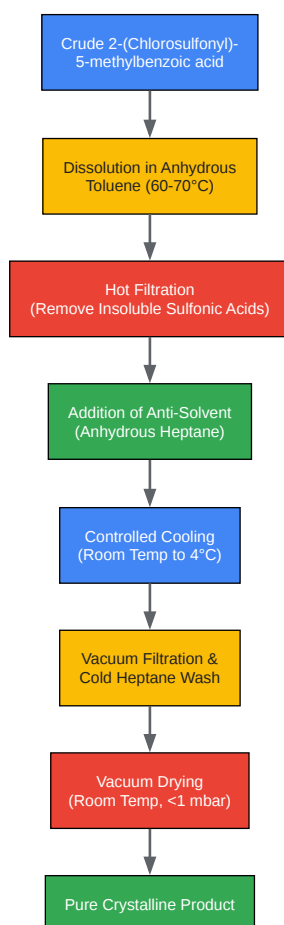 Crude 2-(Chlorosulfonyl)-
5-methylbenzoic acid
Dissolution in Anhydrous
Toluene (60-70°C)
Hot Filtration
(Remove Insoluble Sulfonic Acids)
Addition of Anti-Solvent
(Anhydrous Heptane)
Controlled Cooling
(Room Temp to 4°C)
Vacuum Filtration &
Cold Heptane Wash
Vacuum Drying
(Room Temp, <1 mbar)
Pure Crystalline Product